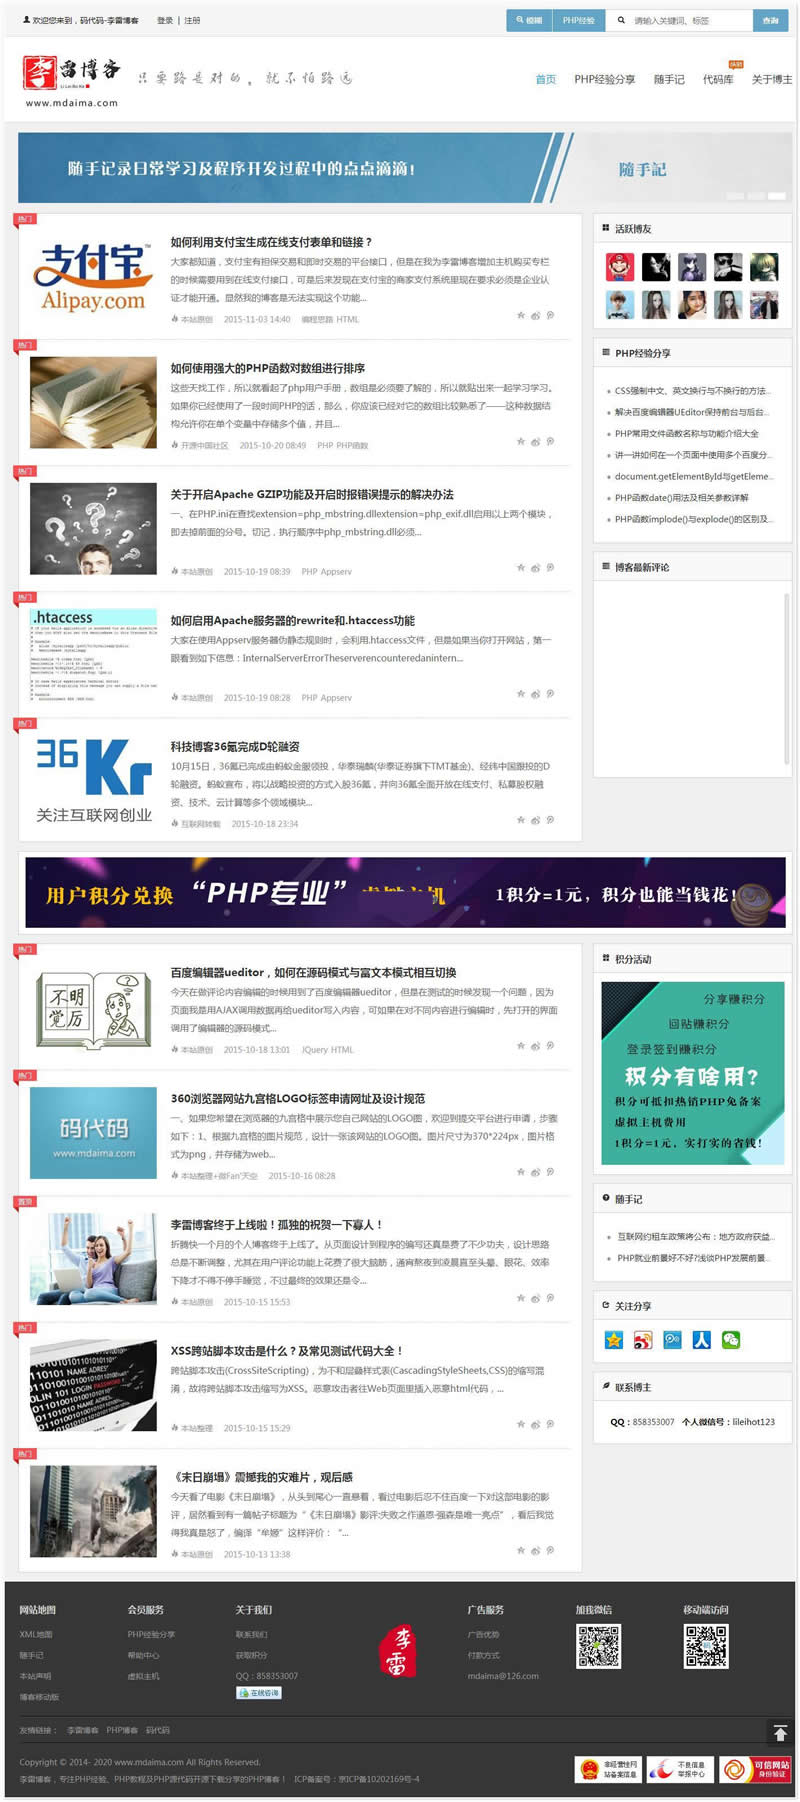 欢迎您来到，码代码-李雷博客 登录 | 注册
模糊 PHP经验 请输入关键词、标签 查询
李雷博客
Li Lei Bo Ke
www.mdaima.com
只要路是对的，就不怕路远
首页 PHP经验分享 随手记 代码库 关于博主
随手记录日常学习及程序开发过程中的点点滴滴!
随手記
热门
支付宝
Alipay.com
如何利用支付宝生成在线支付表单和链接？
大家都知道，支付宝有担保交易和即时交易的平台接口，但是在我为李雷博客增加主机购买专栏
的时候需要用到在线支付接口，可是后来发现在支付宝的商家支付系统里现在要求必须是企业认
证才能开通。显然我的博客是无法实现这个功能...
本站原创 2015-11-03 14:40 编程思路 HTML
热门
如何使用强大的PHP函数对数组进行排序
这些天找工作，所以就看起了php用户手册，数组是必须要了解的，所以就贴出来一起学习学习。
如果你已经使用了一段时间PHP的话，那么，你应该已经对它的数组比较熟悉了——这种数据结
构允许你在单个变量中存储多个值，并且...
开源中国社区 2015-10-20 08:49 PHP PHP函数
热门
关于开启Apache GZIP功能及开启时报错误提示的解决办法
一、在PHP.ini在查找extension=php_mbstring.dllextension=php_exif.dll启用以上两个模块，
即去掉前面的分号。切记，执行顺序中php_mbstring.dll必须...
本站原创 2015-10-19 08:39 PHP Appserv
热门
.htaccess
如何启用Apache服务器的rewrite和.htaccess功能
大家在使用Appserv服务器伪静态规则时，会利用.htaccess文件，但是如果当你打开网站，第一
眼看到如下信息：InternalServerErrorTheserverencounteredanintern...
本站原创 2015-10-19 08:28 PHP Appserv
热门
36Kr
关注互联网创业
科技博客36氪完成D轮融资
10月15日，36氪已完成由蚂蚁金服领投，华泰瑞麟(华泰证券旗下TMT基金)、经纬中国跟投的D
轮融资。蚂蚁宣布，将以战略投资的方式入股36氪，并向36氪全面开放在线支付、私募股权融
资、技术、云计算等多个领域模块...
互联网转载 2015-10-18 23:34
活跃博友
PHP经验分享
CSS强制中文、英文换行与不换行的方法...
解决百度编辑器UEditor保持前台与后台...
PHP常用文件函数名称与功能介绍大全
讲一讲如何在一个页面中使用多个百度分...
document.getElementById与getEleme...
PHP函数date()用法及相关参数详解
PHP函数implode()与explode()的区别及...
博客最新评论
用户积分兑换 “PHP专业” 1积分=1元，积分也能当钱花!
热门
不明觉厉
百度编辑器ueditor，如何在源码模式与富文本模式相互切换
今天在做评论内容编辑的时候用到了百度编辑器ueditor，但是在测试的时候发现一个问题，因为
页面我是用AJAX调用数据再给ueditor写入内容，可如果在对不同内容进行编辑时，先打开的界面
调用了编辑器的源码模式...
本站原创 2015-10-18 13:01 JQuery HTML
热门
码代码
www.mdaima.com
360浏览器网站九宫格LOGO标签申请网址及设计规范
一、如果您希望在浏览器的九宫格中展示您自己网站的LOGO图，欢迎到提交平台进行申请，步骤
如下：1、根据九宫格的图片规范，设计一张该网站的LOGO图。图片尺寸为370*224px，图片格
式为png，并存储为web...
本站整理+微Fan'天空 2015-10-16 08:28
置顶
李雷博客终于上线啦！孤独的祝贺一下寡人！
折腾快一个月的个人博客终于上线了。从页面设计到程序的编写还真是费了不少功夫，设计思路
总是不断调整，尤其在用户评论功能上花费了很大脑筋，通宵熬夜到凌晨直至头晕、眼花、效率
下降才不得不停手睡觉，不过最终的效果还是令...
本站原创 2015-10-15 15:53
热门
XSS跨站脚本攻击是什么？及常见测试代码大全！
跨站脚本攻击(CrossSiteScripting)，为不和层叠样式表(CascadingStyleSheets,CSS)的缩写混
淆，故将跨站脚本攻击缩写为XSS。恶意攻击者往Web页面里插入恶意html代码，...
本站整理 2015-10-15 15:29
热门
《末日崩塌》震撼我的灾难片，观后感
今天看了电影《末日崩塌》，从头到尾心一直悬着，看过电影后忍不住百度一下对这部电影的影
评，居然看到有一篇帖子标题为“《末日崩塌》影评:失败之作道恩·强森是唯一亮点”，看后我觉
得我真是怒了，编译“牟姬”这样评价： “...
本站原创 2015-10-13 13:38
积分活动
分享赚积分
回贴赚积分
登录签到赚积分
积分有啥用?
积分可抵扣热销PHP免备案
虚拟主机费用
1积分=1元，实打实的省钱!
随手记
互联网约租车政策将公布：地方政府获益...
PHP就业前景好不好?浅谈PHP发展前景...
关注分享
联系博主
QQ：858353007 个人微信号：lileihot123
网站地图 会员服务 关于我们 广告服务 加我微信 移动端访问
XML地图 PHP经验分享 联系我们 广告优势
随手记 帮助中心 获取积分 付款方式
本站声明 虚拟主机 QQ：858353007 mdaima@126.com
博客移动版 在线咨询
李雷
友情链接： 李雷博客 PHP博客 码代码
Copyright © 2014- 2020 www.mdaima.com All Rights Reserved.
李雷博客，专注PHP经验、PHP教程及PHP源代码开源下载分享的PHP博客！ ICP备案号：京ICP备10202169号-4
非经营性网站备案信息 不良信息举报中心 可信网站身份验证